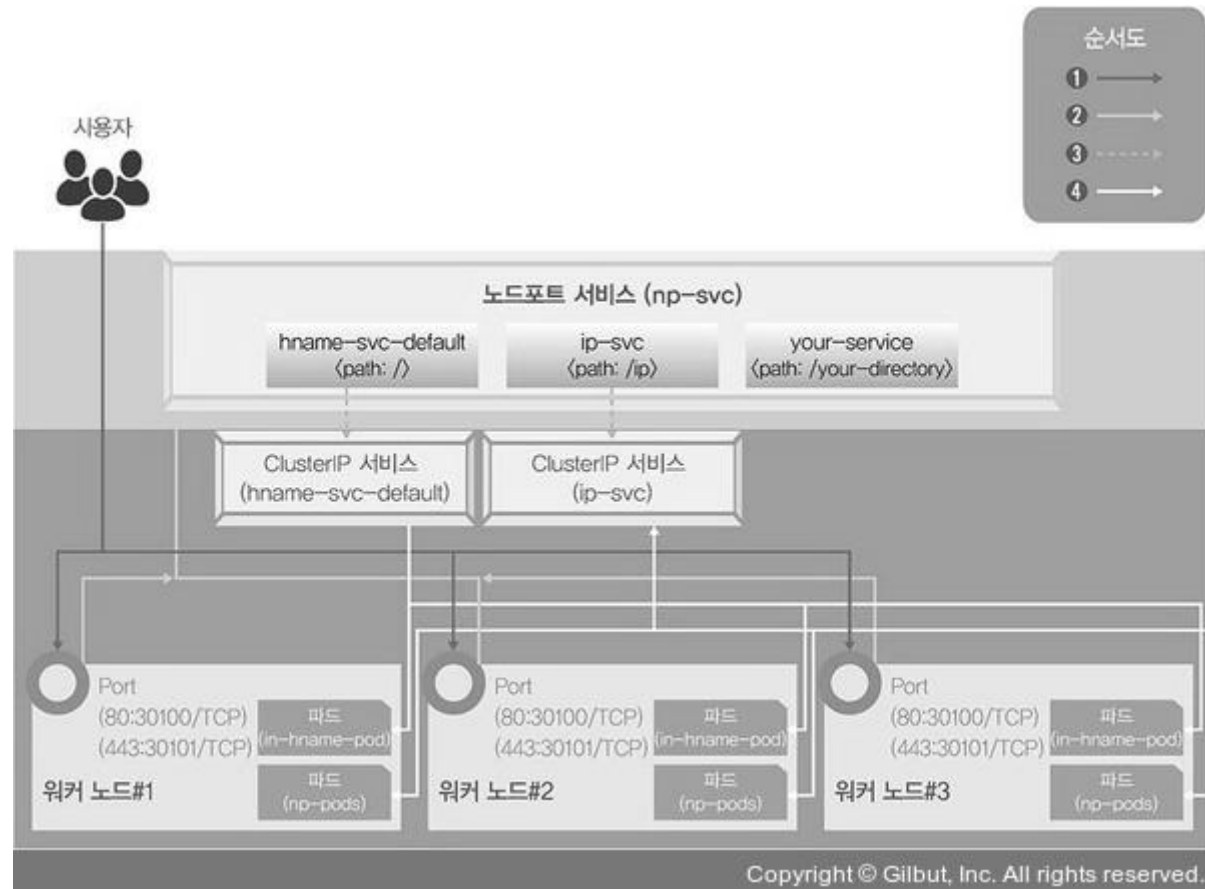 순서도
1
2
3
4
사용자
노드포트 서비스 (np-svc)
hname-svc-default
<path: />
ip-svc
<path: /ip>
your-service
<path: /your-directory>
ClusterIP 서비스
(hname-svc-default)
ClusterIP 서비스
(ip-svc)
Port
(80:30100/TCP)
(443:30101/TCP)
파드
(in-hname-pod)
워커 노드#1
파드
(np-pods)
Port
(80:30100/TCP)
(443:30101/TCP)
파드
(in-hname-pod)
워커 노드#2
파드
(np-pods)
Port
(80:30100/TCP)
(443:30101/TCP)
파드
(in-hname-pod)
워커 노드#3
파드
(np-pods)
Copyright © Gilbut, Inc. All rights reserved.